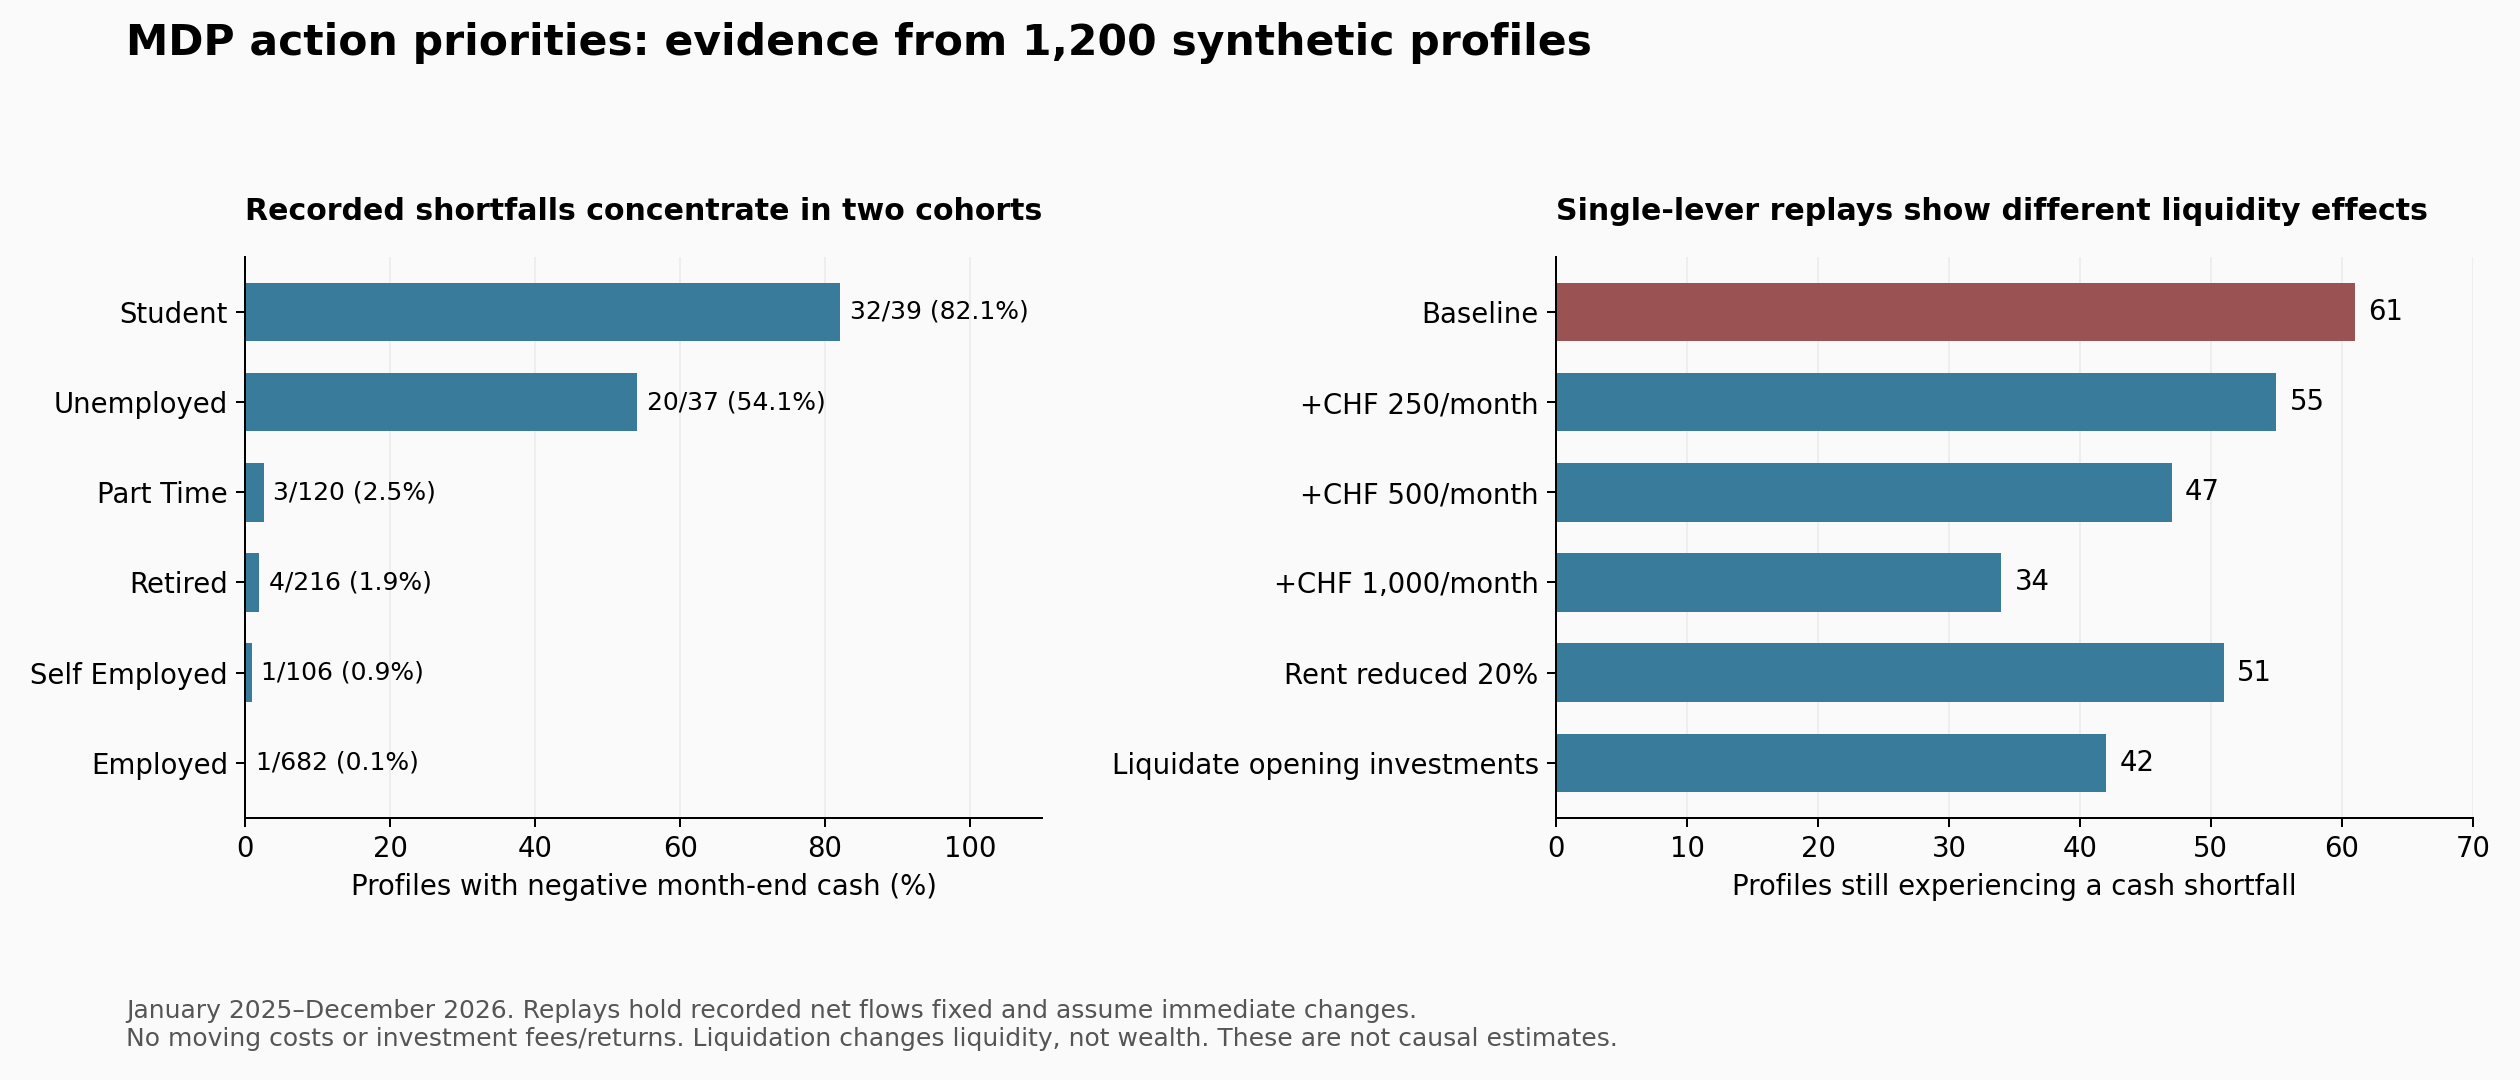 MDP action priorities: evidence from 1,200 synthetic profiles
Recorded shortfalls concentrate in two cohorts
Student
32/39 (82.1%)
Unemployed
20/37 (54.1%)
Part Time
3/120 (2.5%)
Retired
4/216 (1.9%)
Self Employed
1/106 (0.9%)
Employed
1/682 (0.1%)
0 20 40 60 80 100
Profiles with negative month-end cash (%)
Single-lever replays show different liquidity effects
Baseline
61
+CHF 250/month
55
+CHF 500/month
47
+CHF 1,000/month
34
Rent reduced 20%
51
Liquidate opening investments
42
0 10 20 30 40 50 60 70
Profiles still experiencing a cash shortfall
January 2025–December 2026. Replays hold recorded net flows fixed and assume immediate changes.
No moving costs or investment fees/returns. Liquidation changes liquidity, not wealth. These are not causal estimates.